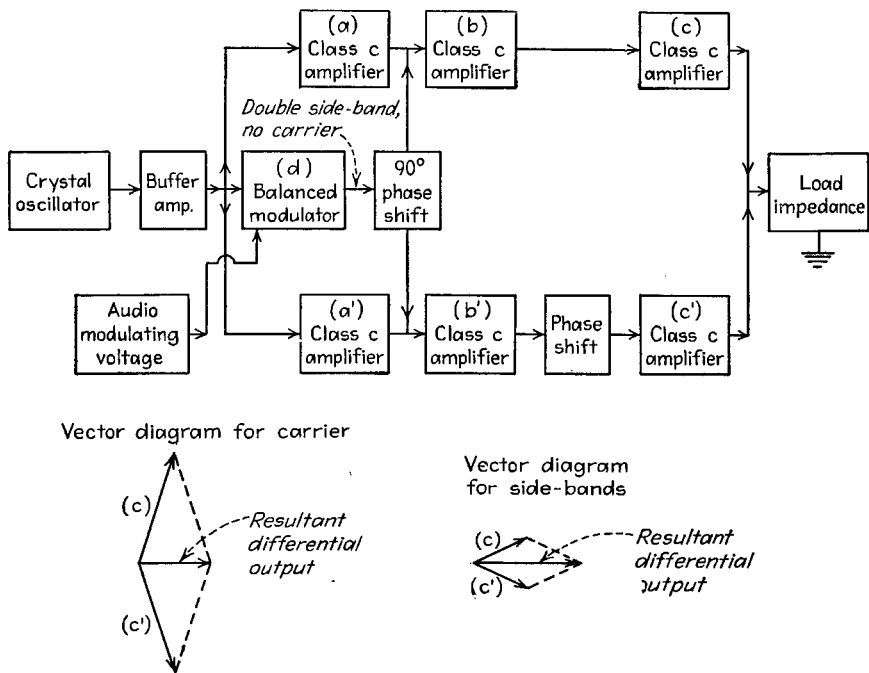 (a)
Class c
amplifier
(b)
Class c
amplifier
(c)
Class c
amplifier
Double side-band,
no carrier
Crystal
oscillator
Buffer
amp.
(d)
Balanced
modulator
90°
phase
shift
Load
impedance
Audio
modulating
voltage
(a')
Class c
amplifier
(b')
Class c
amplifier
Phase
shift
(c')
Class c
amplifier
Vector diagram for carrier
(c)
Resultant
differential
output
(c')
Vector diagram
for side-bands
(c)
Resultant
differential
output
(c')